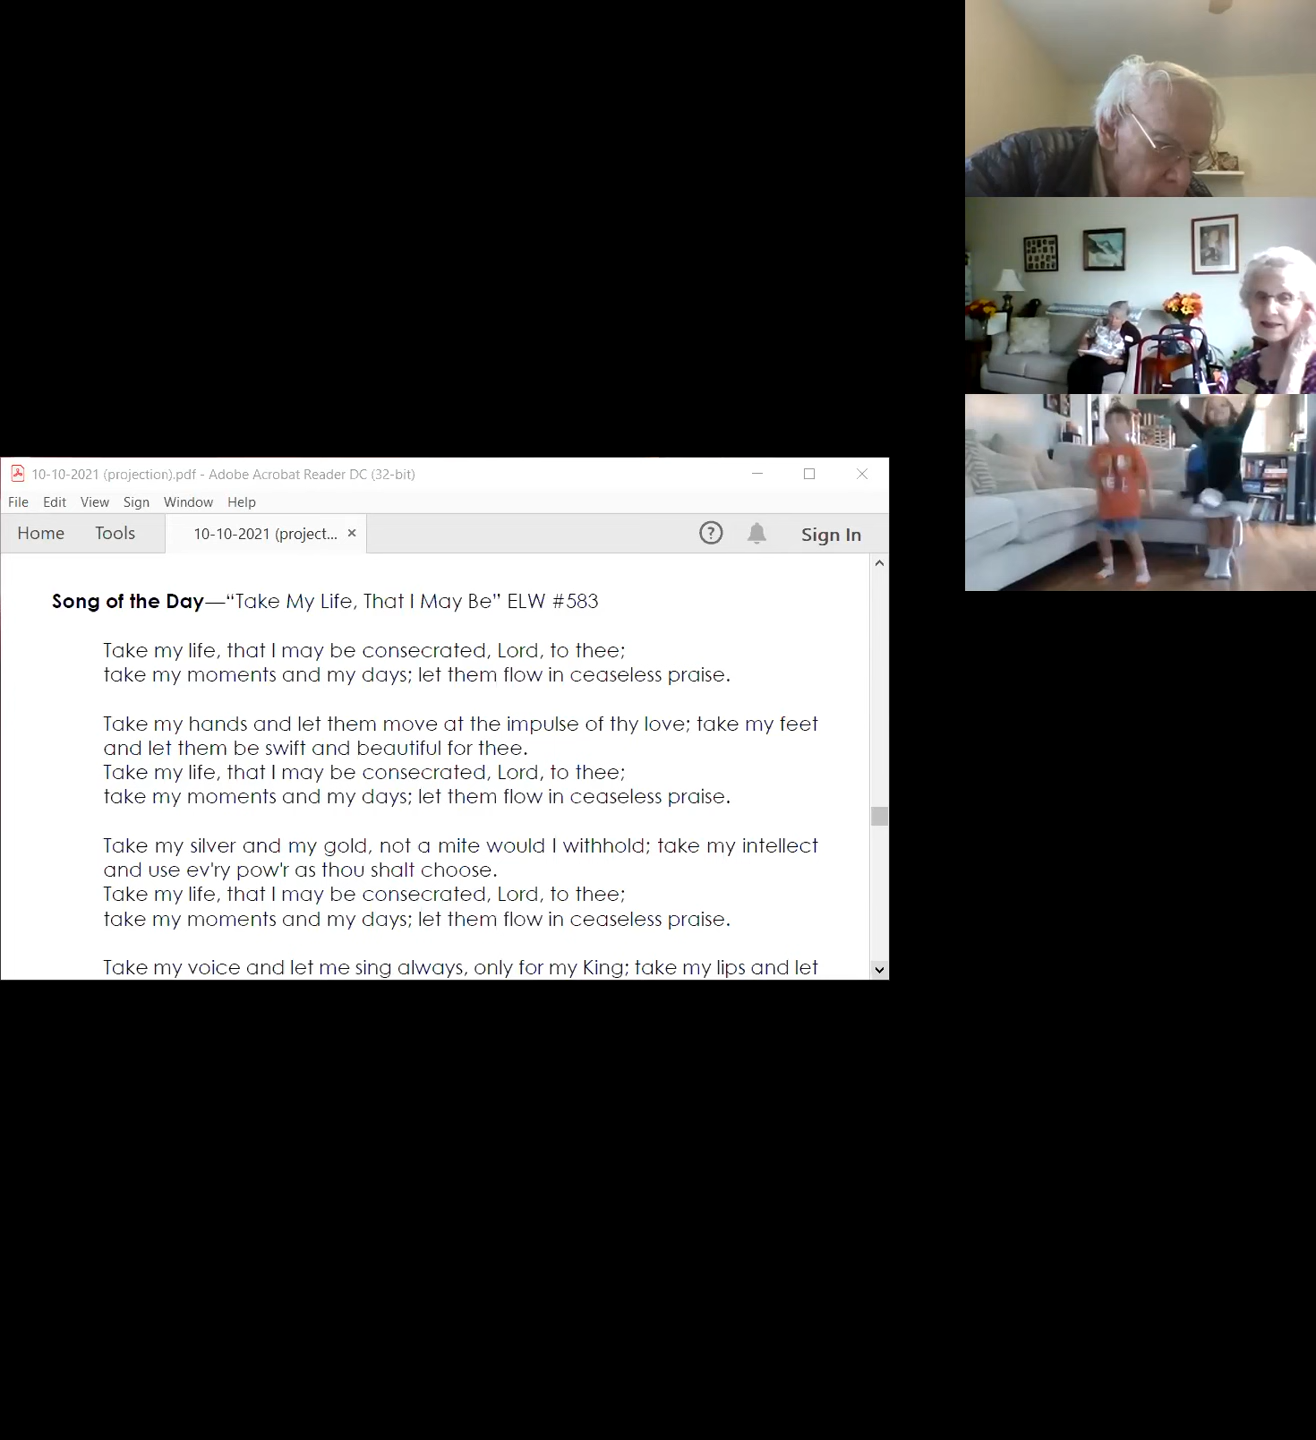 10-10-2021 (projection).pdf - Adobe Acrobat Reader DC (32-bit)
File Edit View Sign Window Help
Home Tools 10-10-2021 (project... × ? Sign In
Song of the Day—“Take My Life, That I May Be” ELW #583
Take my life, that I may be consecrated, Lord, to thee;
take my moments and my days; let them flow in ceaseless praise.
Take my hands and let them move at the impulse of thy love; take my feet
and let them be swift and beautiful for thee.
Take my life, that I may be consecrated, Lord, to thee;
take my moments and my days; let them flow in ceaseless praise.
Take my silver and my gold, not a mite would I withhold; take my intellect
and use ev'ry pow'r as thou shalt choose.
Take my life, that I may be consecrated, Lord, to thee;
take my moments and my days; let them flow in ceaseless praise.
Take my voice and let me sing always, only for my King; take my lips and let